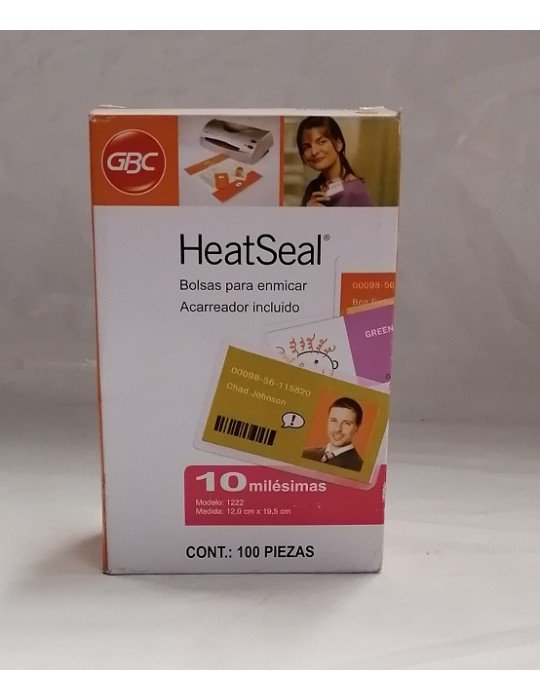 GBC
HeatSeal®
Bolsas para enmicar
Acarreador incluido
00098-56
GREEN
00098-56-115820
Chad Johnson
10 milésimas
Modelo: 1222
Medida: 12,0 cm x 19,5 cm
CONT.: 100 PIEZAS